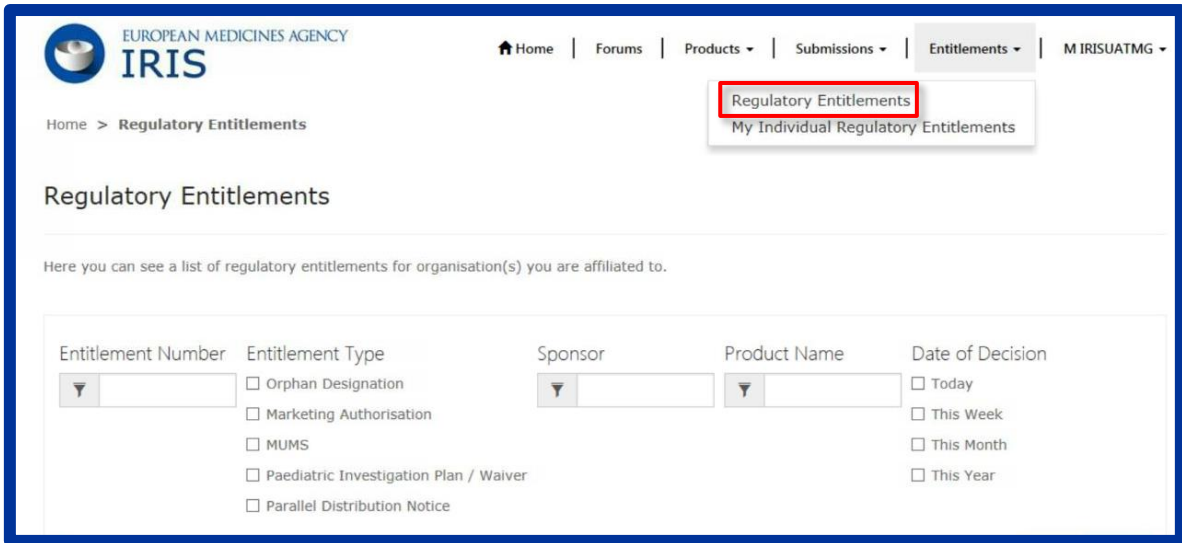 EUROPEAN MEDICINES AGENCY
IRIS
Home | Forums | Products | Submissions | Entitlements | M IRISUATMG
Regulatory Entitlements
My Individual Regulatory Entitlements
Home > Regulatory Entitlements
Regulatory Entitlements
Here you can see a list of regulatory entitlements for organisation(s) you are affiliated to.
Entitlement Number Entitlement Type Sponsor Product Name Date of Decision
Orphan Designation Today
Marketing Authorisation This Week
MUMS This Month
Paediatric Investigation Plan / Waiver This Year
Parallel Distribution Notice